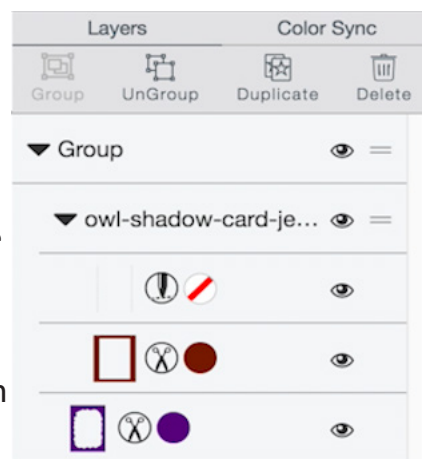 Layers Color Sync
Group UnGroup Duplicate Delete
Group
owl-shadow-card-je...
n